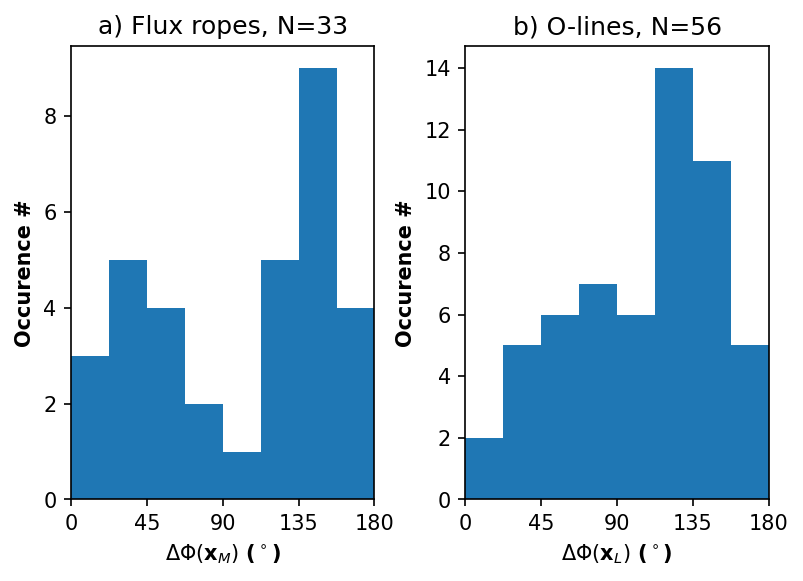 a) Flux ropes, N=33
Occurence #
8
6
4
2
0
0 45 90 135 180
ΔΦ(x_M) (°)
b) O-lines, N=56
Occurence #
14
12
10
8
6
4
2
0
0 45 90 135 180
ΔΦ(x_L) (°)